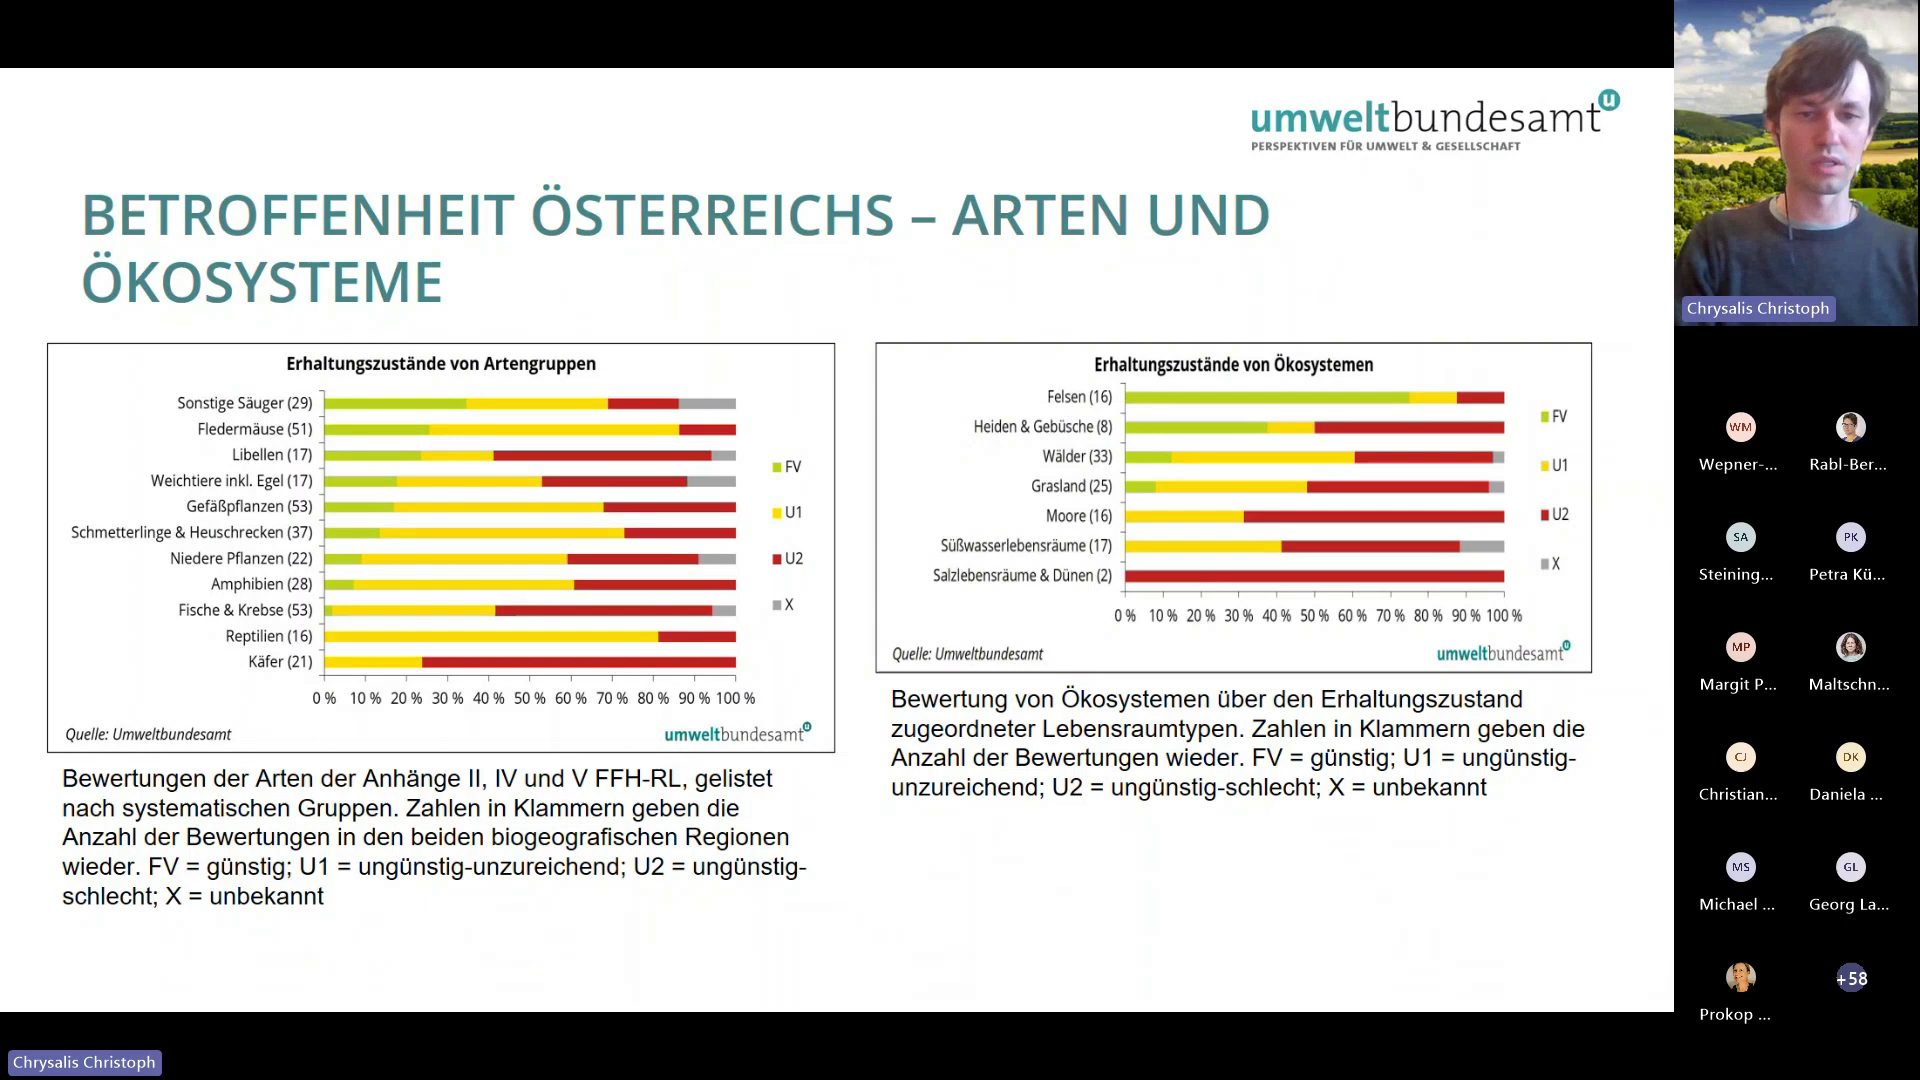 umweltbundesamt
PERSPEKTIVEN FÜR UMWELT & GESELLSCHAFT
BETROFFENHEIT ÖSTERREICHS – ARTEN UND
ÖKOSYSTEME
Erhaltungszustände von Artengruppen
Sonstige Säuger (29)
Fledermäuse (51)
Libellen (17)
Weichtiere inkl. Egel (17)
Gefäßpflanzen (53)
Schmetterlinge & Heuschrecken (37)
Niedere Pflanzen (22)
Amphibien (28)
Fische & Krebse (53)
Reptilien (16)
Käfer (21)
0 % 10 % 20 % 30 % 40 % 50 % 60 % 70 % 80 % 90 % 100 %
FV
U1
U2
X
Quelle: Umweltbundesamt
umweltbundesamt
Bewertungen der Arten der Anhänge II, IV und V FFH-RL, gelistet
nach systematischen Gruppen. Zahlen in Klammern geben die
Anzahl der Bewertungen in den beiden biogeografischen Regionen
wieder. FV = günstig; U1 = ungünstig-unzureichend; U2 = ungünstig-
schlecht; X = unbekannt
Erhaltungszustände von Ökosystemen
Felsen (16)
Heiden & Gebüsche (8)
Wälder (33)
Grasland (25)
Moore (16)
Süßwasserlebensräume (17)
Salzlebensräume & Dünen (2)
0 % 10 % 20 % 30 % 40 % 50 % 60 % 70 % 80 % 90 % 100 %
FV
U1
U2
X
Quelle: Umweltbundesamt
umweltbundesamt
Bewertung von Ökosystemen über den Erhaltungszustand
zugeordneter Lebensraumtypen. Zahlen in Klammern geben die
Anzahl der Bewertungen wieder. FV = günstig; U1 = ungünstig-
unzureichend; U2 = ungünstig-schlecht; X = unbekannt
Chrysalis Christoph
WM
Wepner-... Rabl-Ber...
SA PK
Steining... Petra Kü...
MP
Margit P... Maltschn...
CJ DK
Christian... Daniela ...
MS GL
Michael ... Georg La...
+58
Prokop ...
Chrysalis Christoph